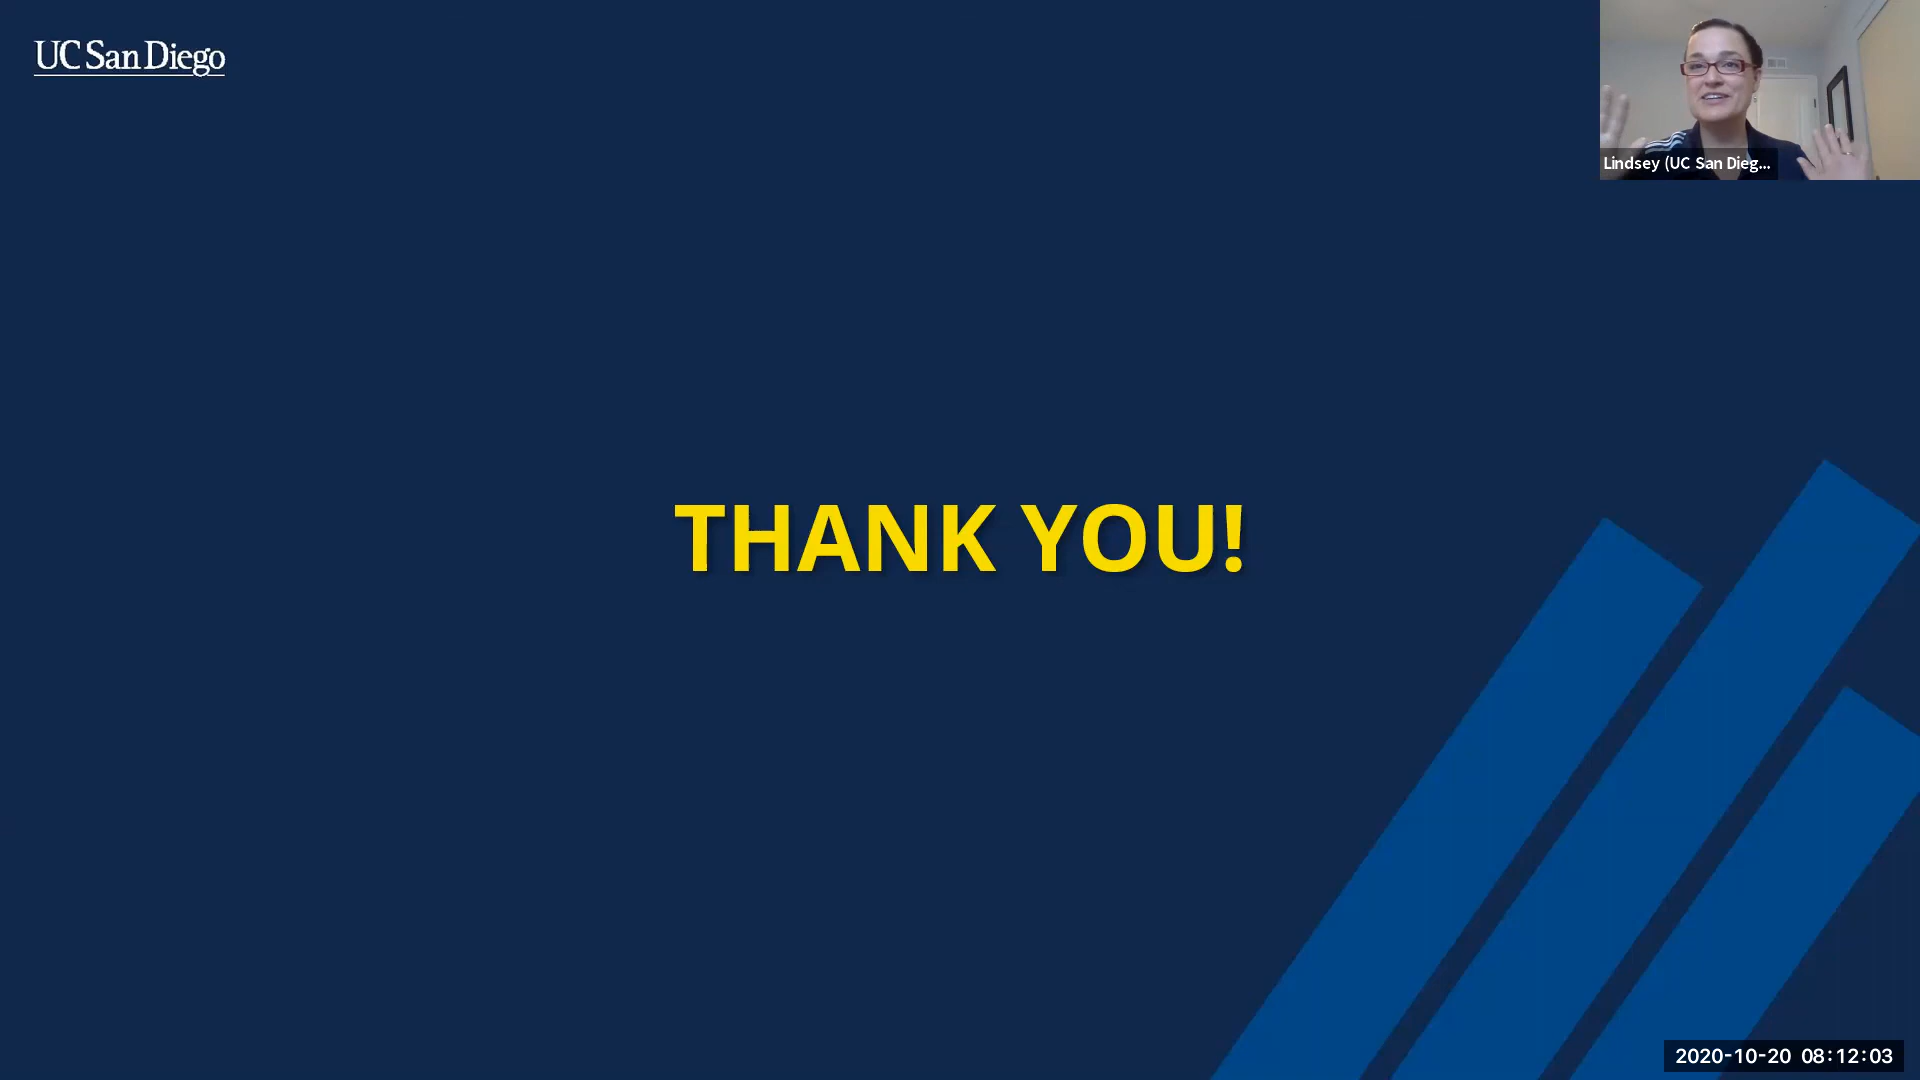 UC San Diego
Lindsey (UC San Dieg...
THANK YOU!
2020-10-20 08:12:03